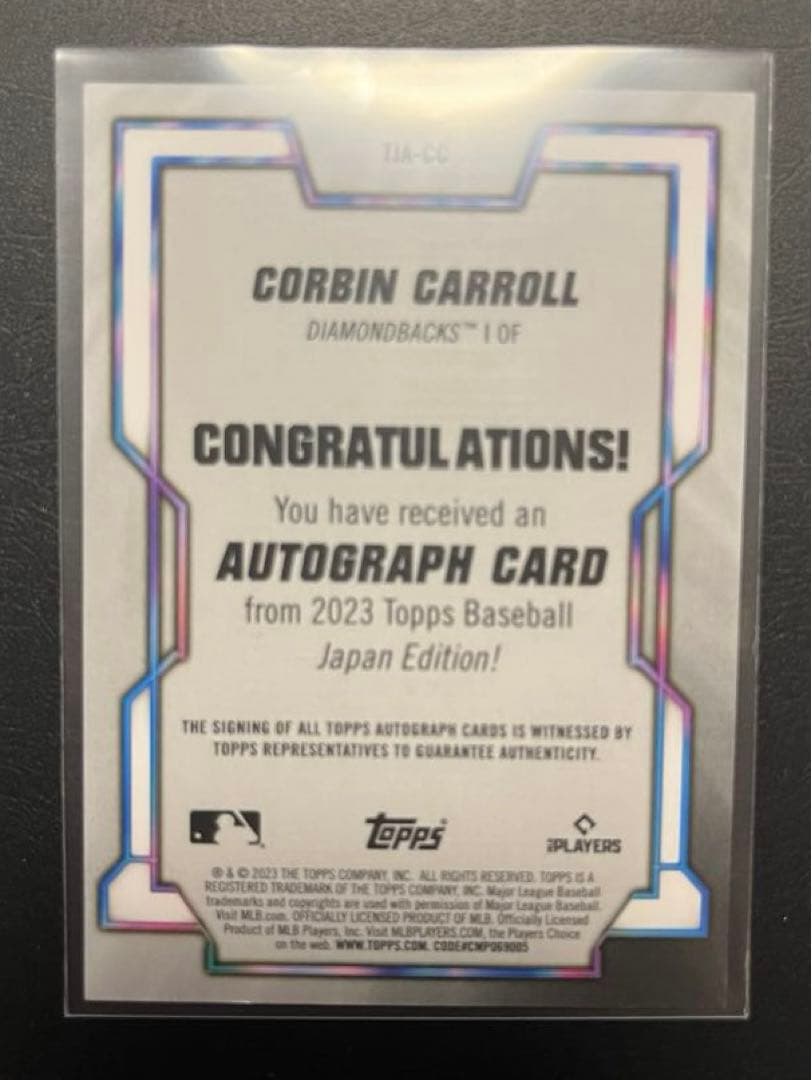 TJA-CC
CORBIN CARROLL
DIAMONDBACKS™ | OF
CONGRATULATIONS!
You have received an
AUTOGRAPH CARD
from 2023 Topps Baseball
Japan Edition!
THE SIGNING OF ALL TOPPS AUTOGRAPH CARDS IS WITNESSED BY
TOPPS REPRESENTATIVES TO GUARANTEE AUTHENTICITY.
topps® PLAYERS
® & © 2023 THE TOPPS COMPANY, INC. ALL RIGHTS RESERVED. TOPPS IS A
REGISTERED TRADEMARK OF THE TOPPS COMPANY, INC. Major League Baseball
trademarks and copyrights are used with permission of Major League Baseball.
Visit MLB.com. OFFICIALLY LICENSED PRODUCT OF MLB. Officially Licensed
Product of MLB Players, Inc. Visit MLBPLAYERS.COM, the Players Choice
on the web. WWW.TOPPS.COM. CODE#CMP069005